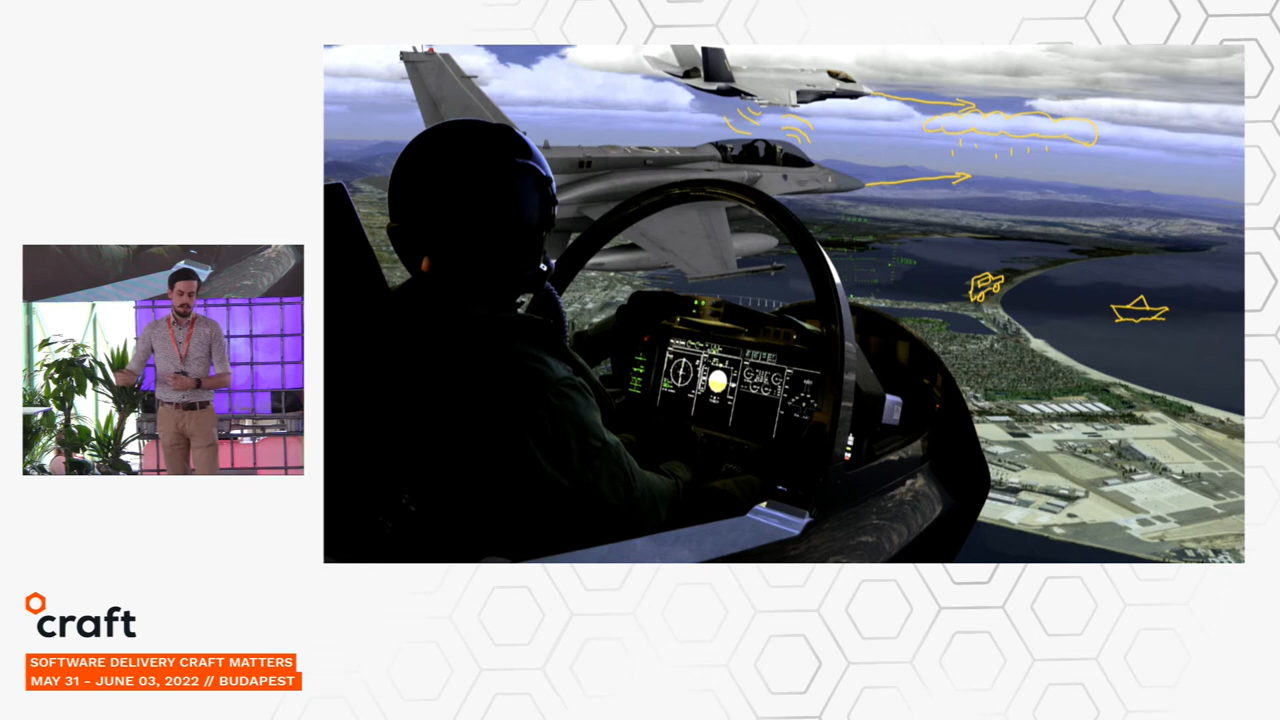 craft
SOFTWARE DELIVERY CRAFT MATTERS
MAY 31 - JUNE 03, 2022 // BUDAPEST